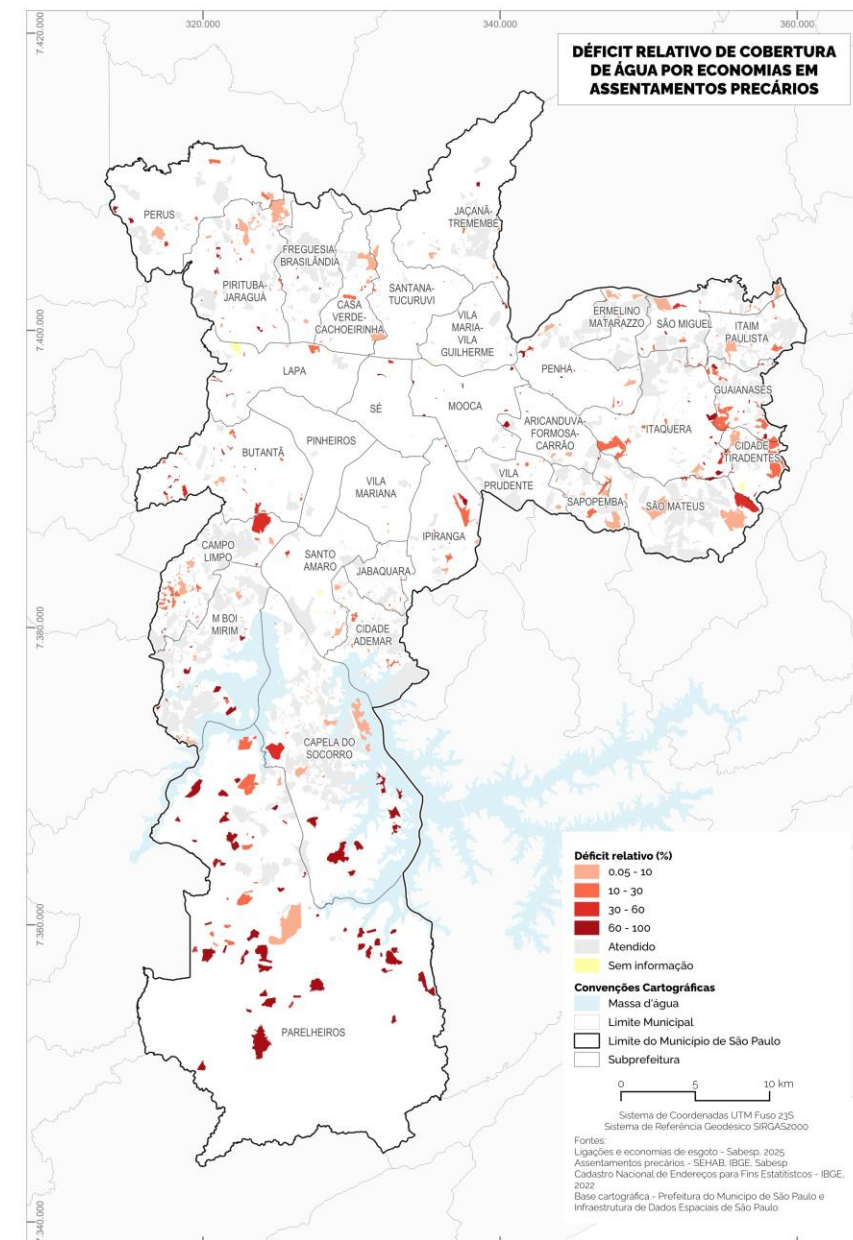 320.000
340.000
360.000
7.420.000
DÉFICIT RELATIVO DE COBERTURA
DE ÁGUA POR ECONOMIAS EM
ASSENTAMENTOS PRECÁRIOS
PERUS
JAÇANÃ-
TREMEMBÉ
FREGUESIA-
BRASILÂNDIA
PIRITUBA-
JARAGUÁ
SANTANA-
TUCURUVI
CASA
VERDE-
CACHOEIRINHA
VILA
MARIA-
VILA
GUILHERME
ERMELINO
MATARAZZO
SÃO MIGUEL
ITAIM
PAULISTA
7.400.000
LAPA
PENHA
GUAIANASES
SÉ
MOOCA
ARICANDUVA-
FORMOSA-
CARRÃO
ITAQUERA
CIDADE
TIRADENTES
BUTANTÃ
PINHEIROS
VILA
MARIANA
VILA
PRUDENTE
SAPOPEMBA
SÃO MATEUS
IPIRANGA
CAMPO
LIMPO
SANTO
AMARO
JABAQUARA
M BOI
MIRIM
CIDADE
ADEMAR
7.380.000
CAPELA DO
SOCORRO
PARELHEIROS
7.360.000
7.340.000
Déficit relativo (%)
0.05 - 10
10 - 30
30 - 60
60 - 100
Atendido
Sem informação
Convenções Cartográficas
Massa d'água
Limite Municipal
Limite do Município de São Paulo
Subprefeitura
0 5 10 km
Sistema de Coordenadas UTM Fuso 23S
Sistema de Referência Geodésico SIRGAS2000
Fontes:
Ligações e economias de esgoto - Sabesp, 2025
Assentamentos precários - SEHAB, IBGE, Sabesp
Cadastro Nacional de Endereços para Fins Estatítistcos - IBGE,
2022
Base cartográfica - Prefeitura do Municípo de São Paulo e
Infraestrutura de Dados Espaciais de São Paulo